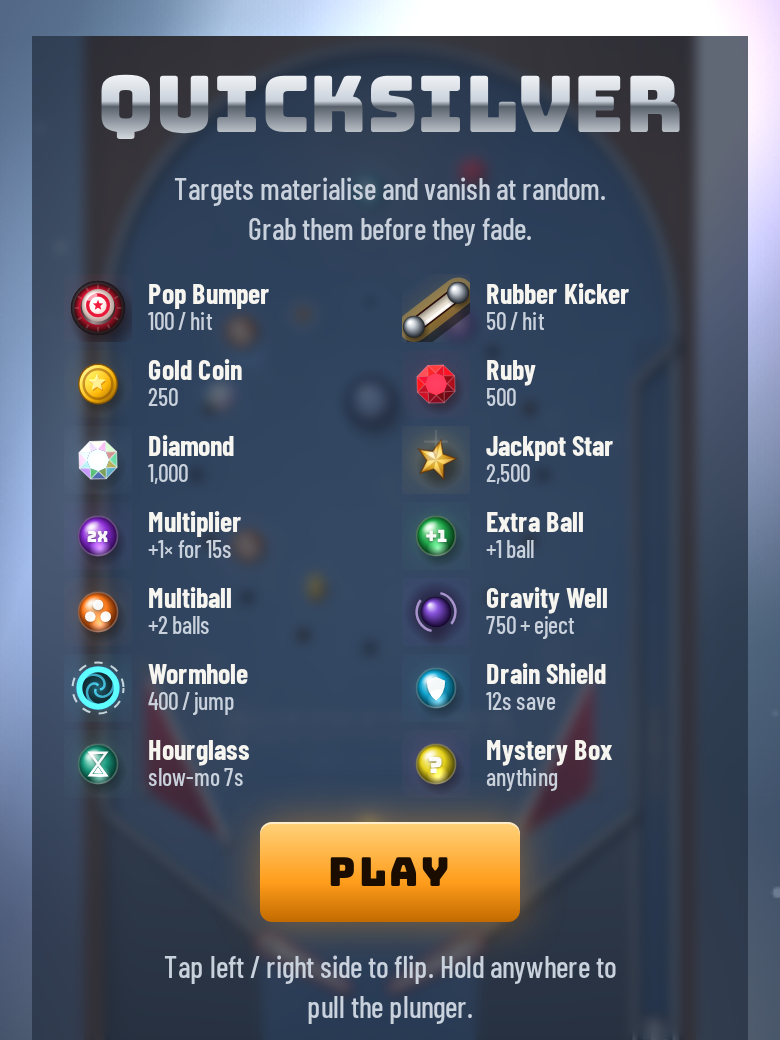 QUICKSILVER
Targets materialise and vanish at random.
Grab them before they fade.
Pop Bumper
100 / hit
Rubber Kicker
50 / hit
Gold Coin
250
Ruby
500
Diamond
1,000
Jackpot Star
2,500
2X
Multiplier
+1× for 15s
+1
Extra Ball
+1 ball
Multiball
+2 balls
Gravity Well
750 + eject
Wormhole
400 / jump
Drain Shield
12s save
Hourglass
slow-mo 7s
?
Mystery Box
anything
PLAY
Tap left / right side to flip. Hold anywhere to
pull the plunger.